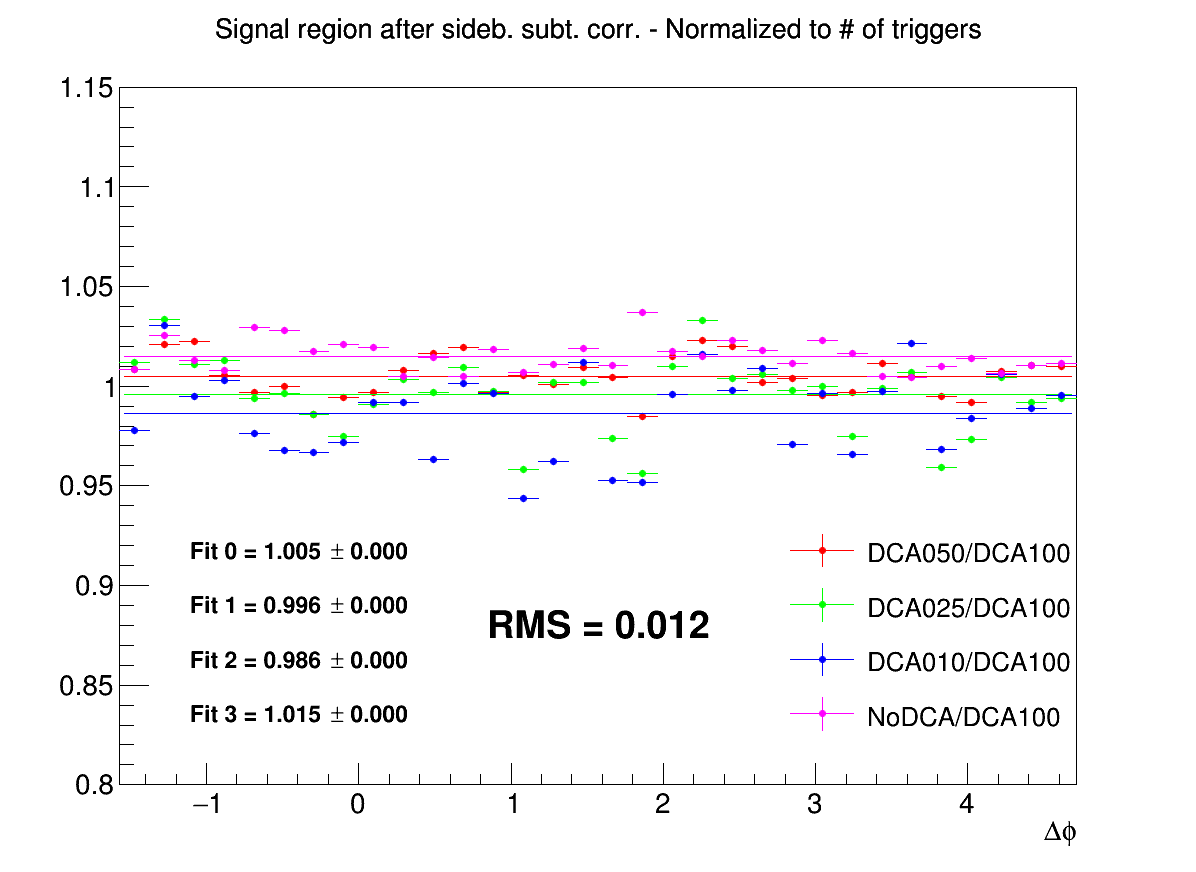 Signal region after sideb. subt. corr. - Normalized to # of triggers
1.15
1.1
1.05
1
0.95
0.9
0.85
0.8
Fit 0 = 1.005 ± 0.000
Fit 1 = 0.996 ± 0.000
Fit 2 = 0.986 ± 0.000
Fit 3 = 1.015 ± 0.000
RMS = 0.012
DCA050/DCA100
DCA025/DCA100
DCA010/DCA100
NoDCA/DCA100
−1 0 1 2 3 4
Δϕ